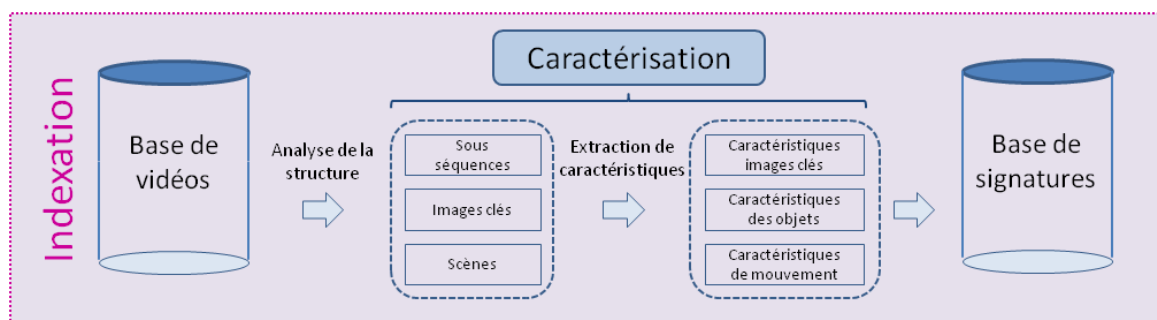 Indexation
Base de
vidéos
Analyse de la
structure
Caractérisation
Sous
séquences
Images clés
Scènes
Extraction de
caractéristiques
Caractéristiques
images clés
Caractéristiques
des objets
Caractéristiques
de mouvement
Base de
signatures